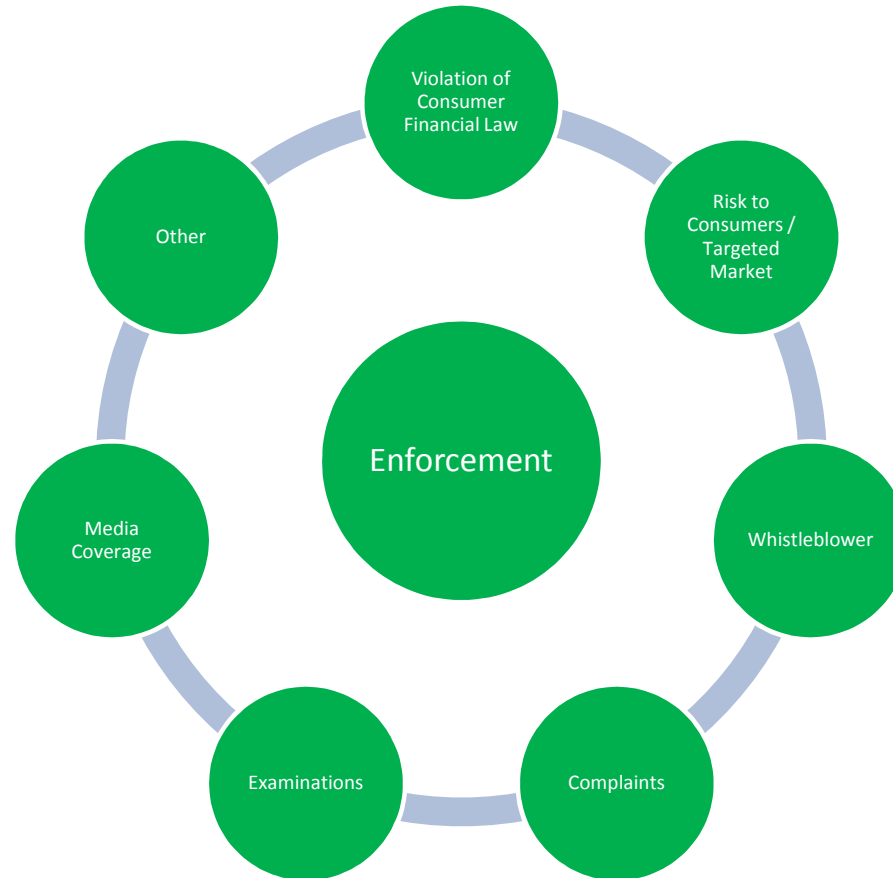 Violation of
Consumer
Financial Law
Risk to
Consumers /
Targeted
Market
Whistleblower
Complaints
Examinations
Media
Coverage
Other
Enforcement